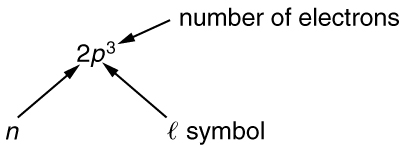 number of electrons
2p³
n
ℓ symbol